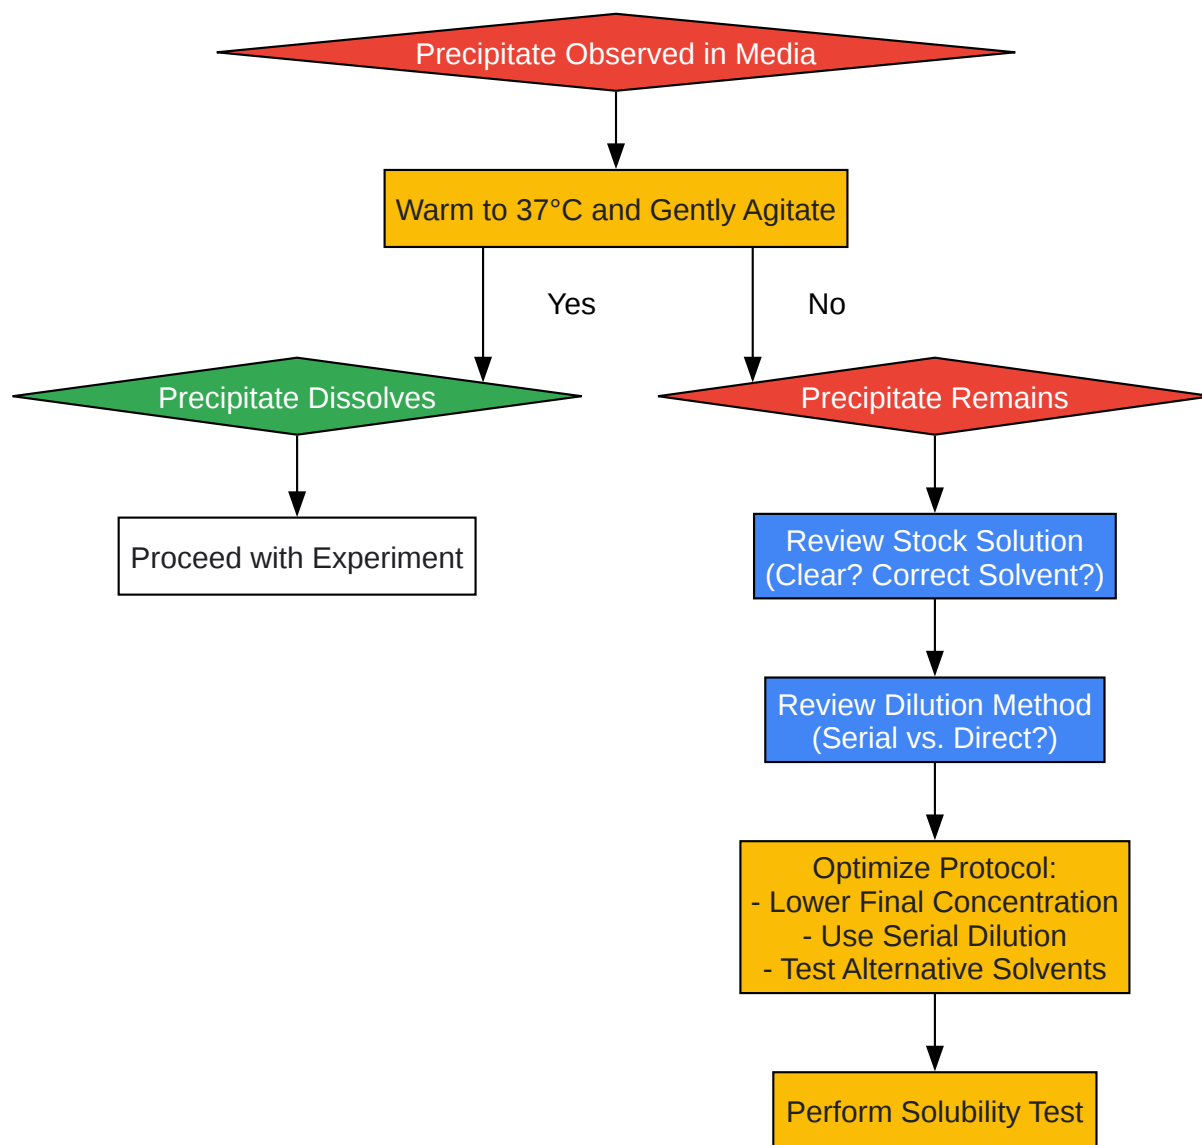 Precipitate Observed in Media
Warm to 37°C and Gently Agitate
Yes
No
Precipitate Dissolves
Precipitate Remains
Proceed with Experiment
Review Stock Solution
(Clear? Correct Solvent?)
Review Dilution Method
(Serial vs. Direct?)
Optimize Protocol:
- Lower Final Concentration
- Use Serial Dilution
- Test Alternative Solvents
Perform Solubility Test